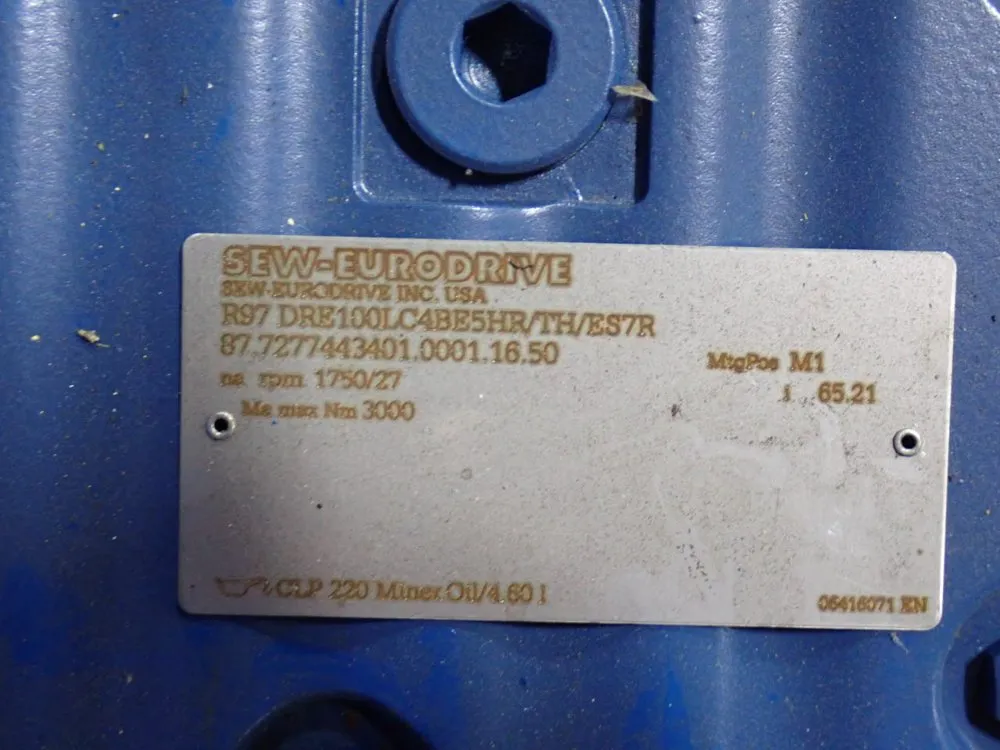 SEW-EURODRIVE
SEW-EURODRIVE INC. USA
R97 DRE100LC4BE5HR/TH/ES7R
87.7277443401.0001.16.50
MtgPos M1
na rpm 1750/27
i 65.21
Ma max Nm 3000
CLP 220 Miner.Oil/4.60 l
06416071 EN